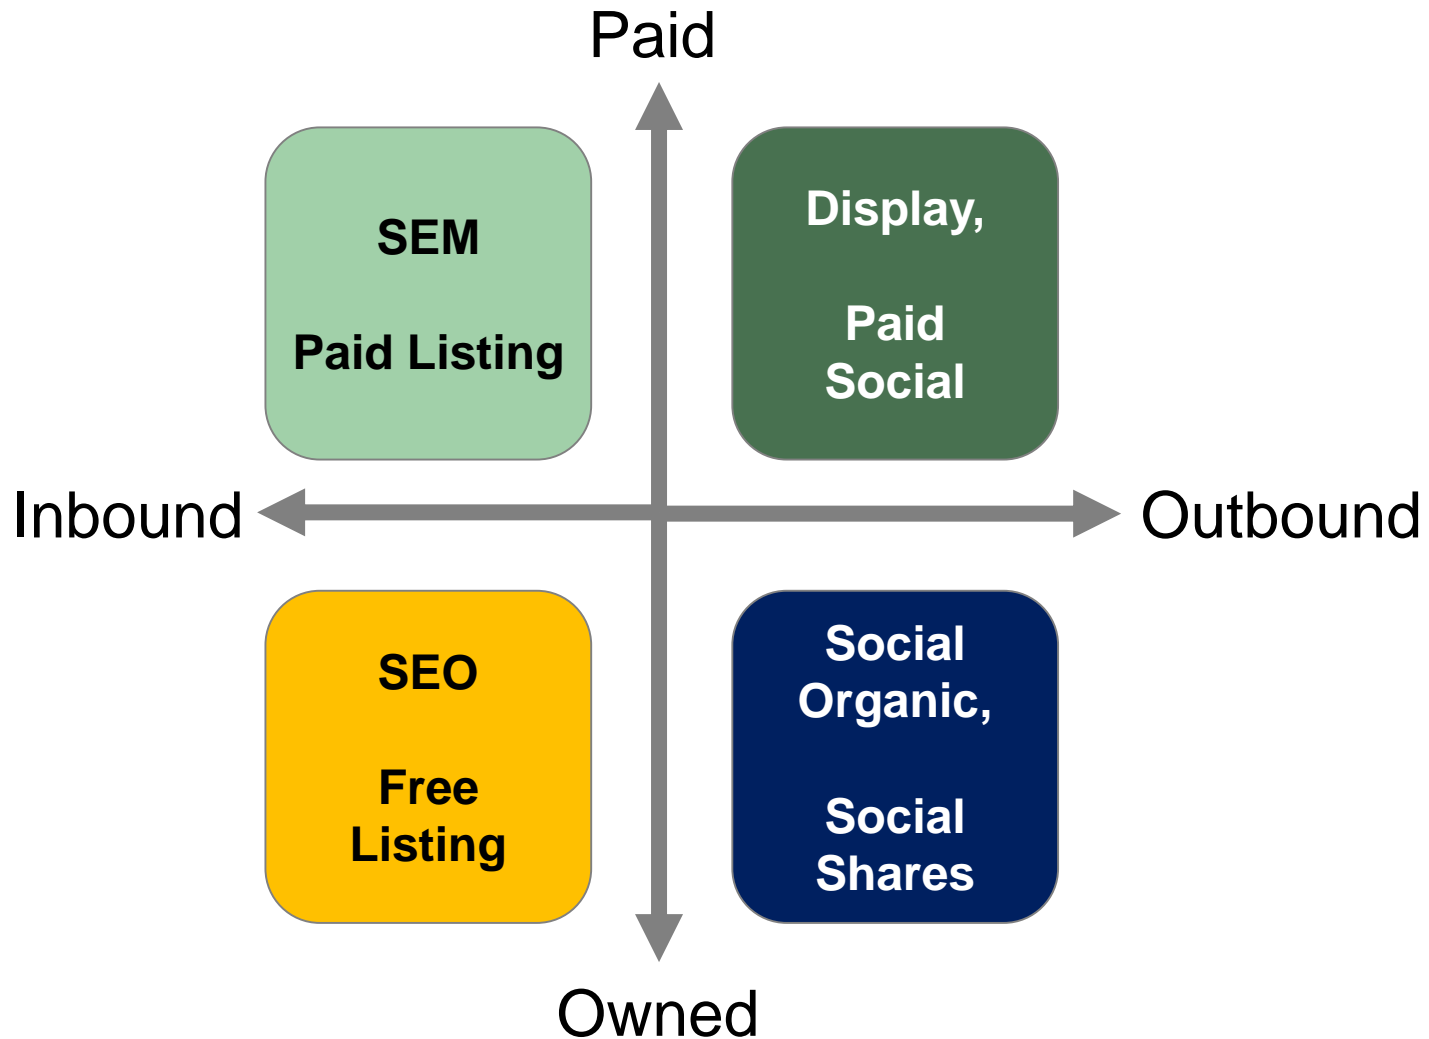 Paid
SEM
Paid Listing
Display,
Paid
Social
Inbound
Outbound
SEO
Free
Listing
Social
Organic,
Social
Shares
Owned